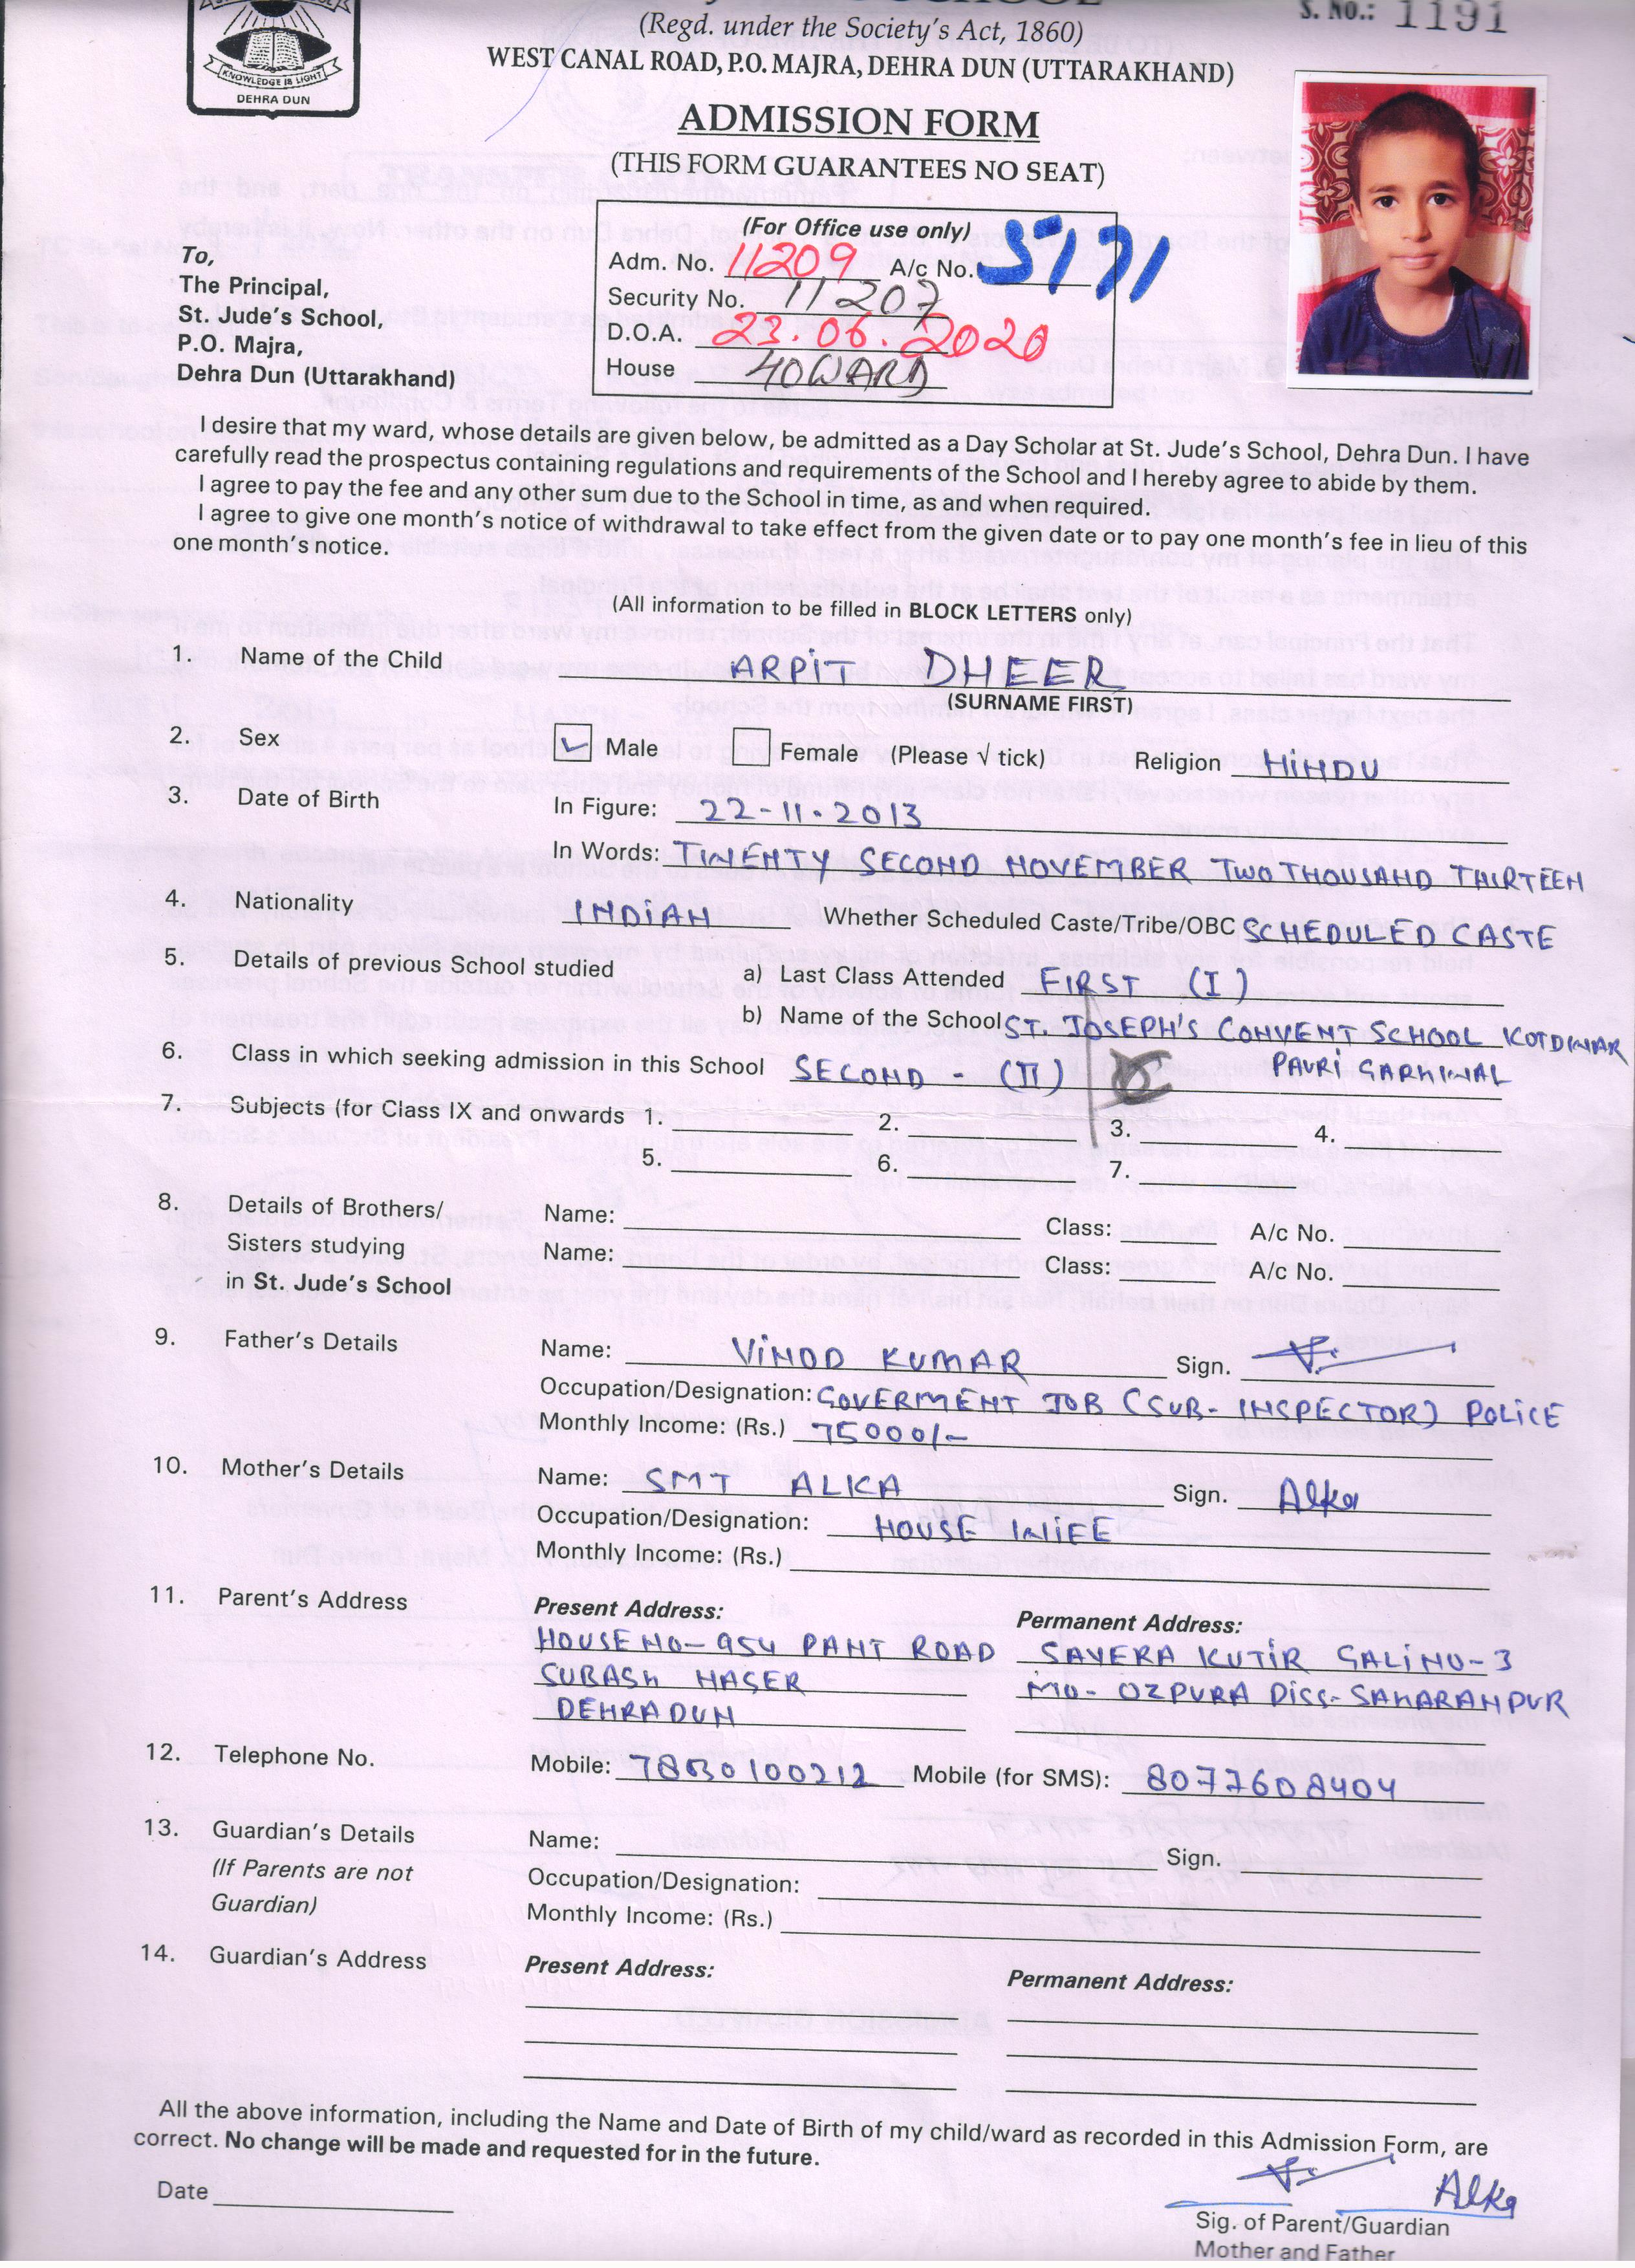 KNOWLEDGE IS LIGHT
DEHRA DUN
S. No.: 1191
(Regd. under the Society's Act, 1860)
WEST CANAL ROAD, P.O. MAJRA, DEHRA DUN (UTTARAKHAND)
ADMISSION FORM
(THIS FORM GUARANTEES NO SEAT)
To,
The Principal,
St. Jude's School,
P.O. Majra,
Dehra Dun (Uttarakhand)
(For Office use only)
Adm. No. 11209 A/c No. 5171
Security No. 11207
D.O.A. 23.06.2020
House HOWARD
I desire that my ward, whose details are given below, be admitted as a Day Scholar at St. Jude's School, Dehra Dun. I have
carefully read the prospectus containing regulations and requirements of the School and I hereby agree to abide by them.
I agree to pay the fee and any other sum due to the School in time, as and when required.
I agree to give one month's notice of withdrawal to take effect from the given date or to pay one month's fee in lieu of this
one month's notice.
(All information to be filled in BLOCK LETTERS only)
1. Name of the Child ARPIT DHEER
(SURNAME FIRST)
2. Sex Male Female (Please √ tick) Religion HINDU
3. Date of Birth In Figure: 22-11-2013
In Words: TWENTY SECOND NOVEMBER TWO THOUSAND THIRTEEN
4. Nationality INDIAN Whether Scheduled Caste/Tribe/OBC SCHEDULED CASTE
5. Details of previous School studied a) Last Class Attended FIRST (I)
b) Name of the School ST. JOSEPH'S CONVENT SCHOOL KOTDWAR
PAURI GARHWAL
6. Class in which seeking admission in this School SECOND - (II)
7. Subjects (for Class IX and onwards 1. 2. 3. 4.
5. 6. 7.
8. Details of Brothers/ Name: Class: A/c No.
Sisters studying Name: Class: A/c No.
in St. Jude's School
9. Father's Details Name: VINOD KUMAR Sign.
Occupation/Designation: GOVERMENT JOB (SUB-INSPECTOR) POLICE
Monthly Income: (Rs.) 75000/-
10. Mother's Details Name: SMT ALKA Sign. Alka
Occupation/Designation: HOUSE WIFE
Monthly Income: (Rs.)
11. Parent's Address Present Address: Permanent Address:
HOUSE NO-954 PANT ROAD SAVERA KUTIR GALI NO-3
SUBASH NAGER MO- OZPURA DISS-SAHARANPUR
DEHRADUN
12. Telephone No. Mobile: 7830100212 Mobile (for SMS): 8077608404
13. Guardian's Details Name: Sign.
(If Parents are not Occupation/Designation:
Guardian) Monthly Income: (Rs.)
14. Guardian's Address Present Address: Permanent Address:
All the above information, including the Name and Date of Birth of my child/ward as recorded in this Admission Form, are
correct. No change will be made and requested for in the future.
Alka
Date
Sig. of Parent/Guardian
Mother and Father